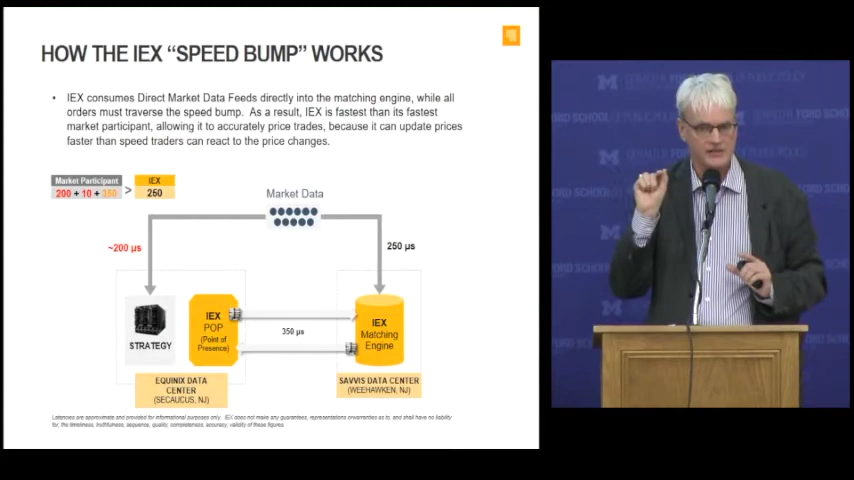 HOW THE IEX “SPEED BUMP” WORKS
• IEX consumes Direct Market Data Feeds directly into the matching engine, while all
orders must traverse the speed bump. As a result, IEX is fastest than its fastest
market participant, allowing it to accurately price trades, because it can update prices
faster than speed traders can react to the price changes.
Market Participant
200 + 10 + 350
>
IEX
250
Market Data
~200 µs
250 µs
STRATEGY
IEX
POP
(Point of
Presence)
350 µs
IEX
Matching
Engine
EQUINIX DATA
CENTER
(SECAUCUS, NJ)
SAVVIS DATA CENTER
(WEEHAWKEN, NJ)
Latencies are approximate and provided for informational purposes only. IEX does not make any guarantees, representations or warranties as to, and shall have no liability
for, the timeliness, truthfulness, sequence, quality, completeness, accuracy, validity of these figures.
M
FORD SCHOOL
FORD SCHOOL